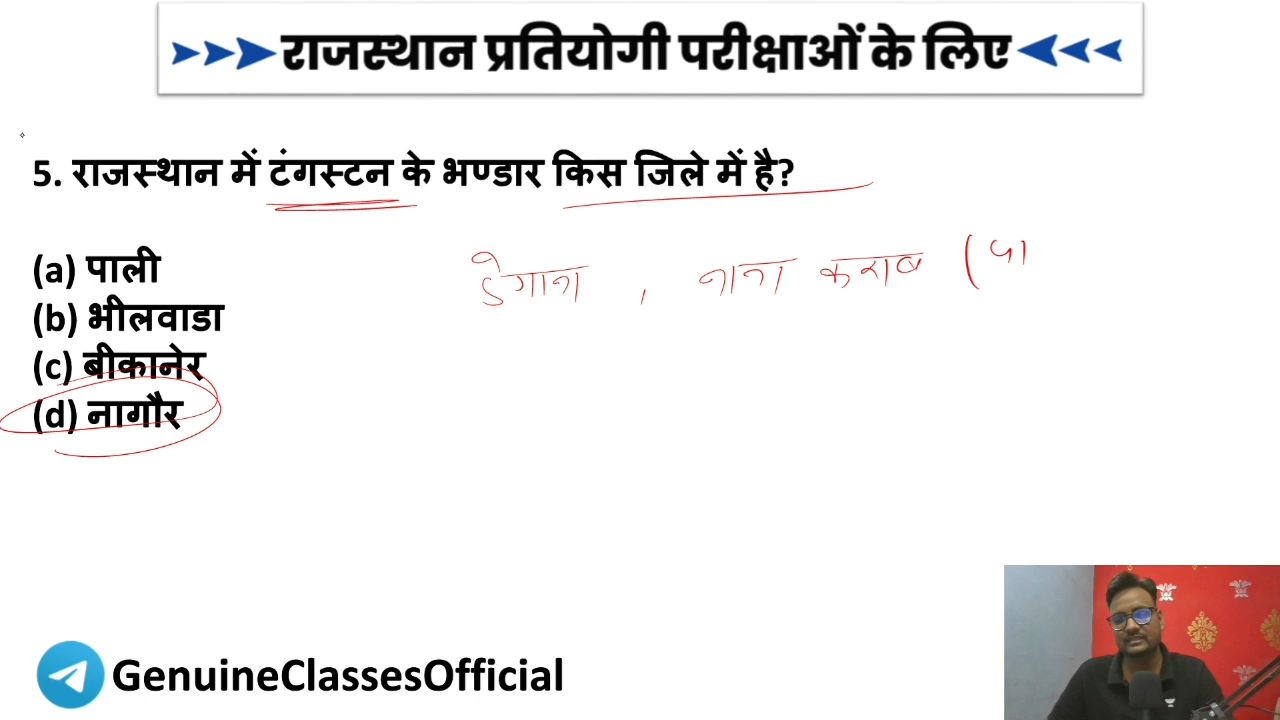 राजस्थान प्रतियोगी परीक्षाओं के लिए
5. राजस्थान में टंगस्टन के भण्डार किस जिले में है?
डेगाना , नाना कराब (पा
(a) पाली
(b) भीलवाडा
(c) बीकानेर
(d) नागौर
GenuineClassesOfficial